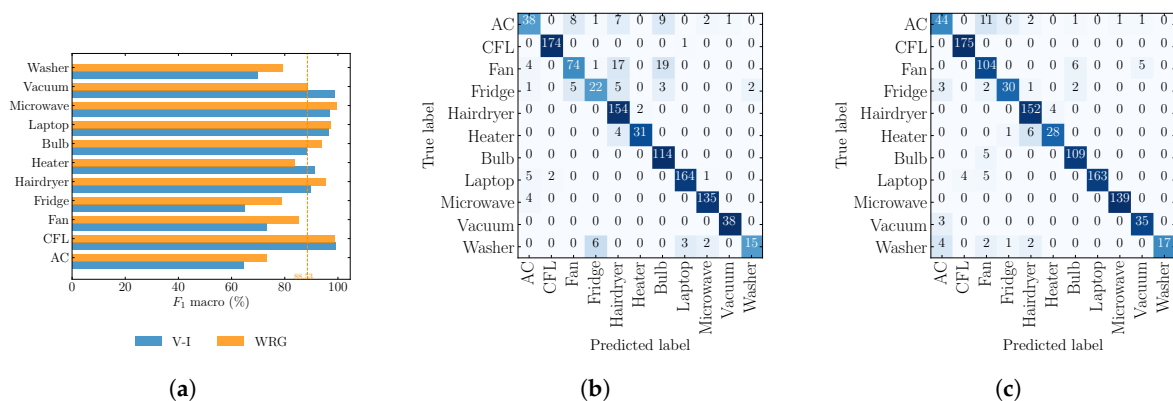 Washer
Vacuum
Microwave
Laptop
Bulb
Heater
Hairdryer
Fridge
Fan
CFL
AC
0 20 40 60 80 100
F₁ macro (%)
V-I WRG
(a)
True label
AC 38 0 8 1 7 0 9 0 2 1 0
CFL 0 174 0 0 0 0 0 1 0 0 0
Fan 4 0 74 1 17 0 19 0 0 0 0
Fridge 1 0 5 22 5 0 3 0 0 0 2
Hairdryer 0 0 0 0 154 2 0 0 0 0 0
Heater 0 0 0 0 4 31 0 0 0 0 0
Bulb 0 0 0 0 0 0 114 0 0 0 0
Laptop 5 2 0 0 0 0 0 164 1 0 0
Microwave 4 0 0 0 0 0 0 0 135 0 0
Vacuum 0 0 0 0 0 0 0 0 0 38 0
Washer 0 0 0 6 0 0 0 3 2 0 15
AC CFL Fan Fridge Hairdryer Heater Bulb Laptop Microwave Vacuum Washer
Predicted label
(b)
True label
AC 44 0 11 6 2 0 1 0 1 1 0
CFL 0 175 0 0 0 0 0 0 0 0 0
Fan 0 0 104 0 0 0 6 0 0 5 0
Fridge 3 0 2 30 1 0 2 0 0 0 0
Hairdryer 0 0 0 0 152 4 0 0 0 0 0
Heater 0 0 0 1 6 28 0 0 0 0 0
Bulb 0 0 5 0 0 0 109 0 0 0 0
Laptop 0 4 5 0 0 0 0 163 0 0 0
Microwave 0 0 0 0 0 0 0 0 139 0 0
Vacuum 3 0 0 0 0 0 0 0 0 35 0
Washer 4 0 2 1 2 0 0 0 0 0 17
AC CFL Fan Fridge Hairdryer Heater Bulb Laptop Microwave Vacuum Washer
Predicted label
(c)